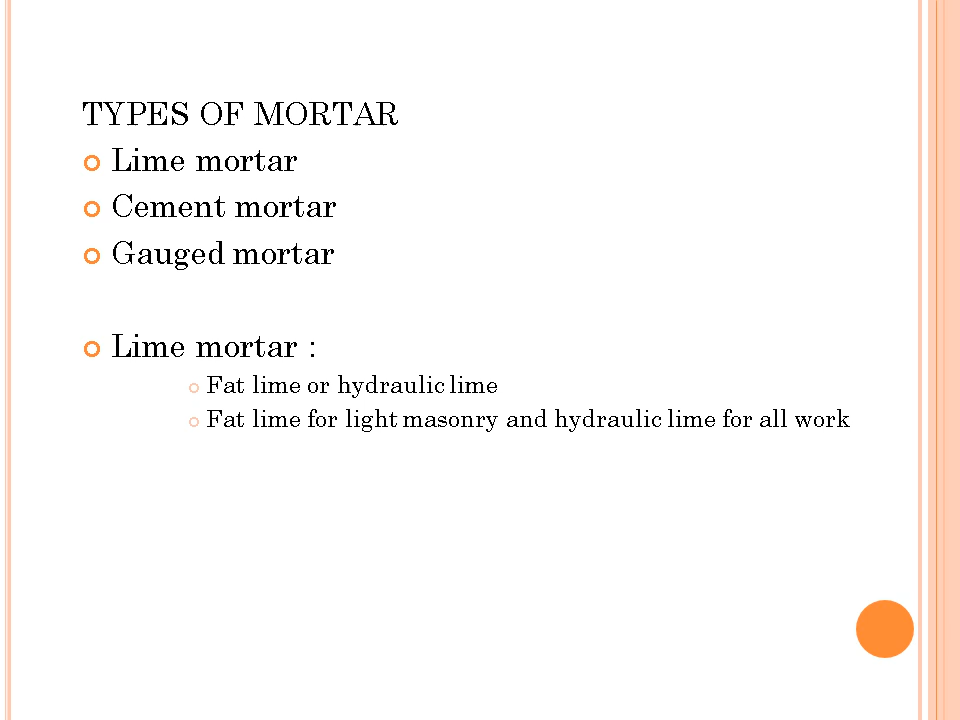 TYPES OF MORTAR
Lime mortar
Cement mortar
Gauged mortar
Lime mortar :
Fat lime or hydraulic lime
Fat lime for light masonry and hydraulic lime for all work